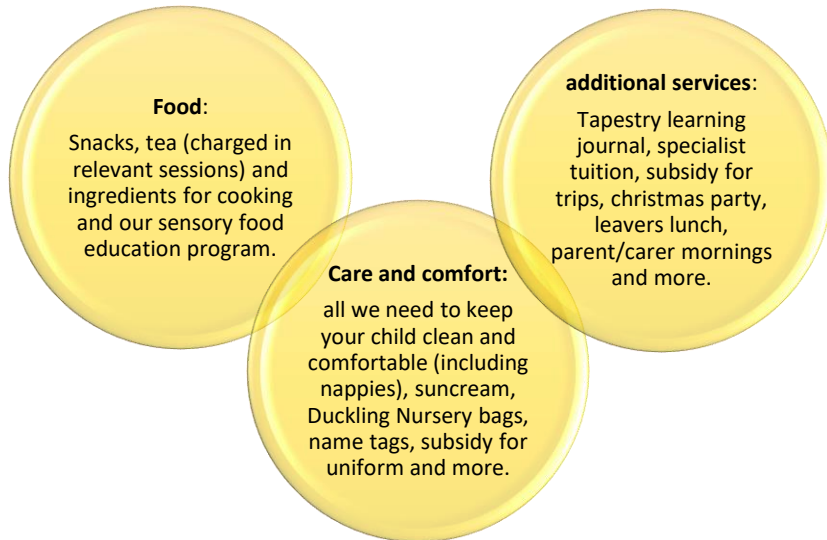 Food:
Snacks, tea (charged in
relevant sessions) and
ingredients for cooking
and our sensory food
education program.
additional services:
Tapestry learning
journal, specialist
tuition, subsidy for
trips, christmas party,
leavers lunch,
parent/carer mornings
and more.
Care and comfort:
all we need to keep
your child clean and
comfortable (including
nappies), suncream,
Duckling Nursery bags,
name tags, subsidy for
uniform and more.